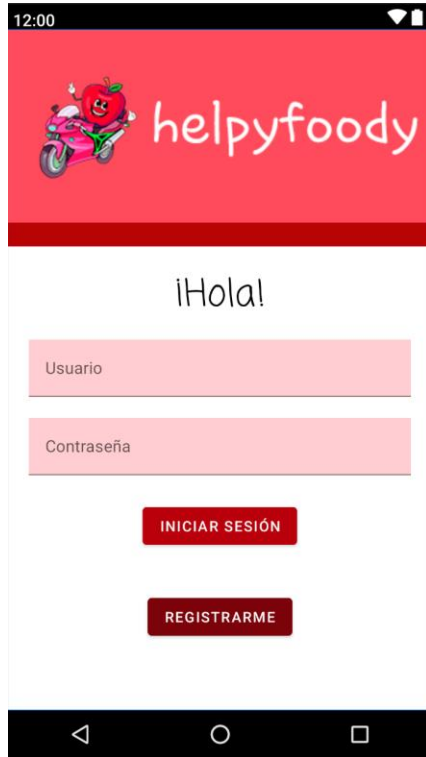 12:00
helpyfoody
¡Hola!
Usuario
Contraseña
INICIAR SESIÓN
REGISTRARME